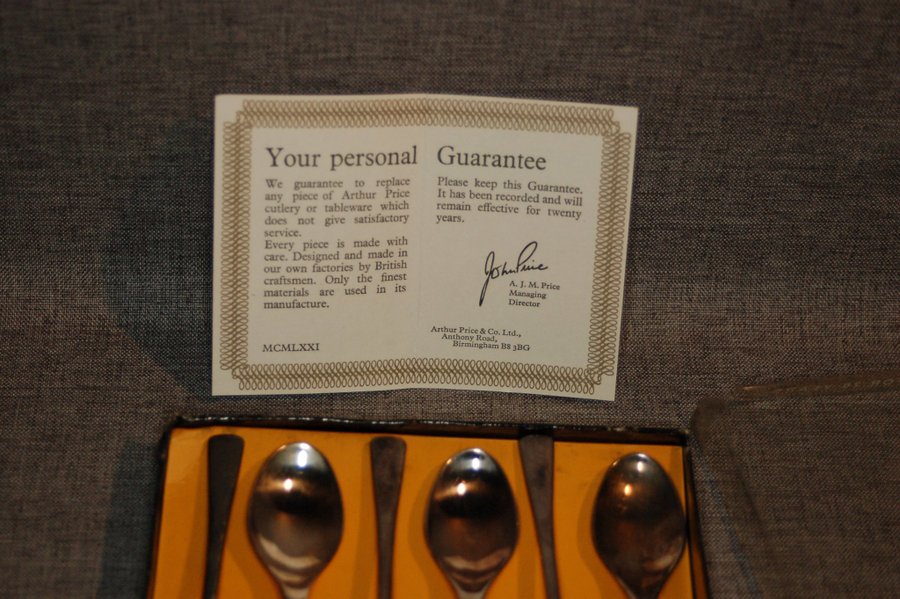 Your personal Guarantee
We guarantee to replace
any piece of Arthur Price
cutlery or tableware which
does not give satisfactory
service.
Every piece is made with
care. Designed and made in
our own factories by British
craftsmen. Only the finest
materials are used in its
manufacture.
MCMLXXI
Please keep this Guarantee.
It has been recorded and will
remain effective for twenty
years.
John Price
A. J. M. Price
Managing
Director
Arthur Price & Co. Ltd.,
Anthony Road,
Birmingham B8 3BG